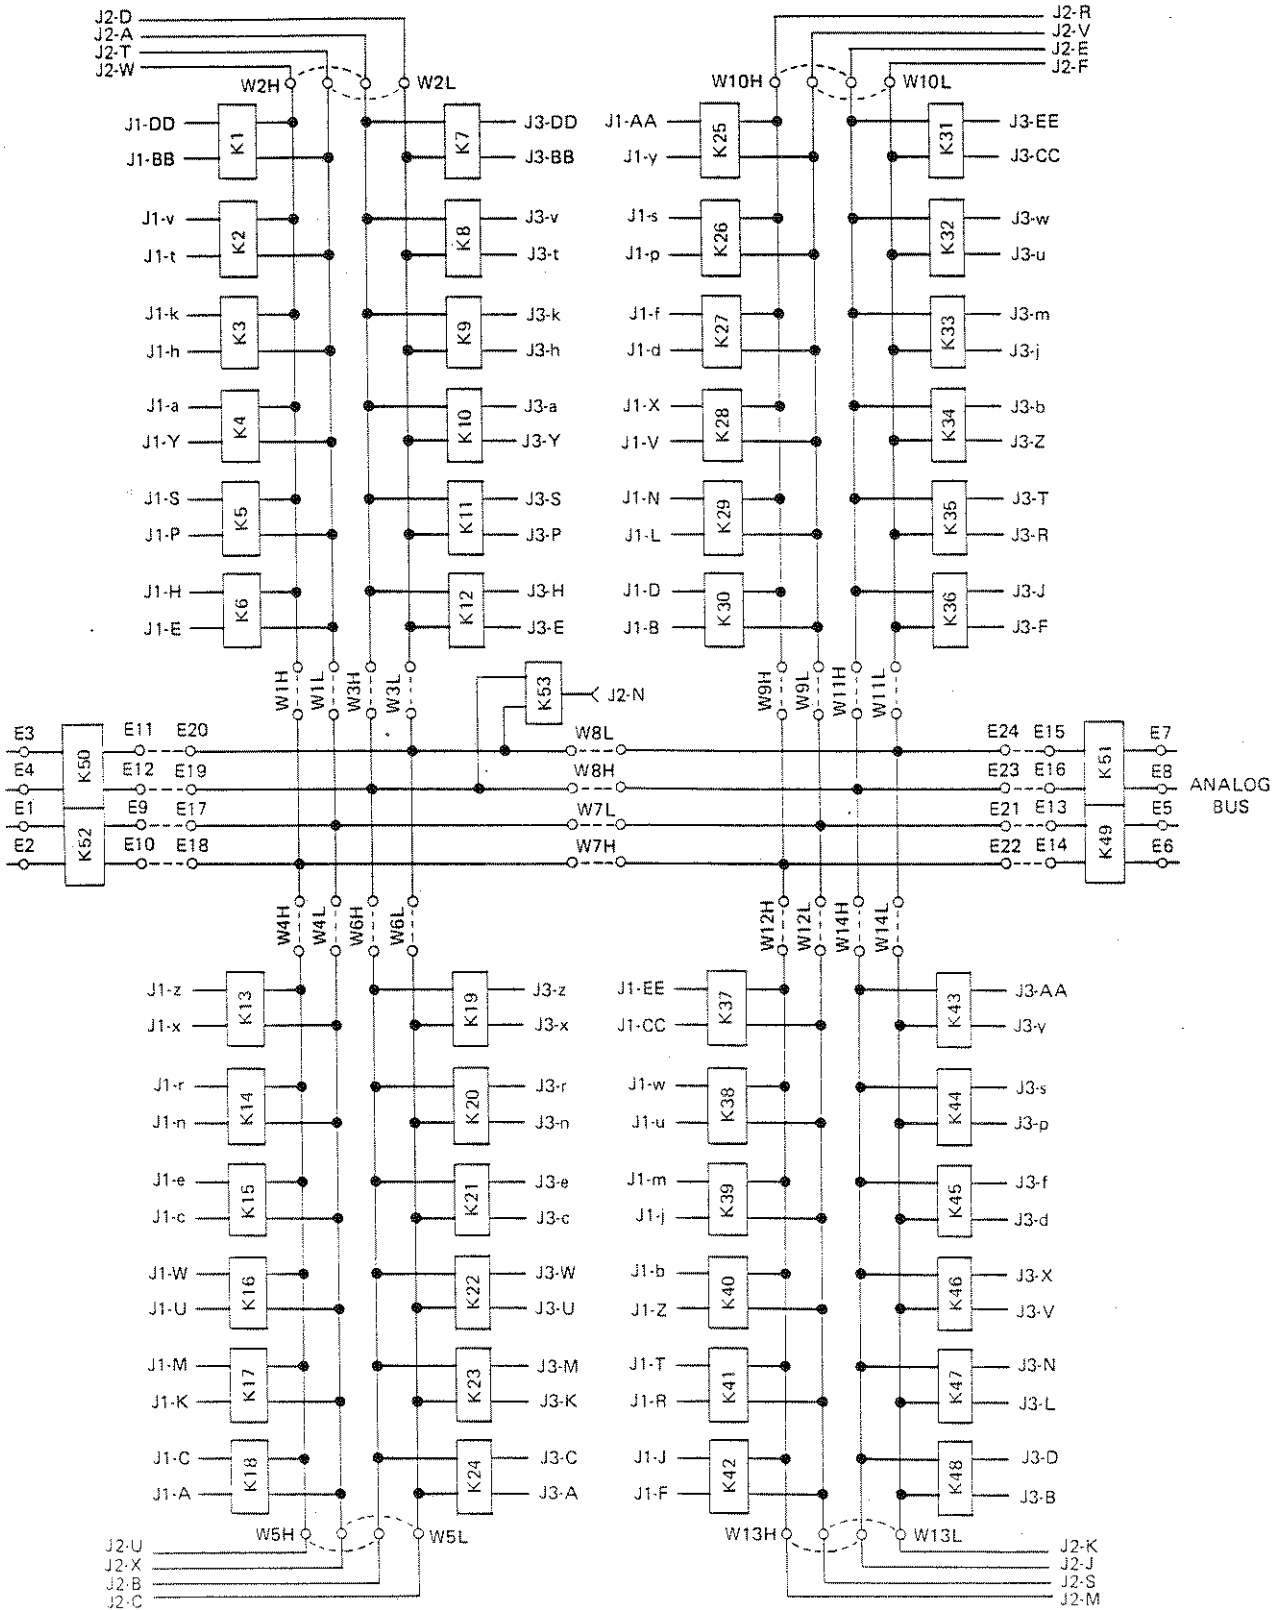 J2-D J2-R
J2-A J2-V
J2-T J2-E
J2-W J2-F
W2H W2L W10H W10L
J1-DD K1 K7 J3-DD J1-AA K25 K31 J3-EE
J1-BB J3-BB J1-y J3-CC
J1-v K2 K8 J3-v J1-s K26 K32 J3-w
J1-t J3-t J1-p J3-u
J1-k K3 K9 J3-k J1-f K27 K33 J3-m
J1-h J3-h J1-d J3-j
J1-a K4 K10 J3-a J1-X K28 K34 J3-b
J1-Y J3-Y J1-V J3-Z
J1-S K5 K11 J3-S J1-N K29 K35 J3-T
J1-P J3-P J1-L J3-R
J1-H K6 K12 J3-H J1-D K30 K36 J3-J
J1-E J3-E J1-B J3-F
W1H W1L W3H W3L K53 J2-N W9H W9L W11H W11L
E3 K50 E11 E20 W8L E24 E15 K51 E7
E4 E12 E19 W8H E23 E16 E8 ANALOG
E1 K52 E9 E17 W7L E21 E13 K49 E5 BUS
E2 E10 E18 W7H E22 E14 E6
W4H W4L W6H W6L W12H W12L W14H W14L
J1-z K13 K19 J3-z J1-EE K37 K43 J3-AA
J1-x J3-x J1-CC J3-y
J1-r K14 K20 J3-r J1-w K38 K44 J3-s
J1-n J3-n J1-u J3-p
J1-e K15 K21 J3-e J1-m K39 K45 J3-f
J1-c J3-c J1-j J3-d
J1-W K16 K22 J3-W J1-b K40 K46 J3-X
J1-U J3-U J1-Z J3-V
J1-M K17 K23 J3-M J1-T K41 K47 J3-N
J1-K J3-K J1-R J3-L
J1-C K18 K24 J3-C J1-J K42 K48 J3-D
J1-A J3-A J1-F J3-B
W5H W5L W13H W13L
J2-U J2-K
J2-X J2-J
J2-B J2-S
J2-C J2-M